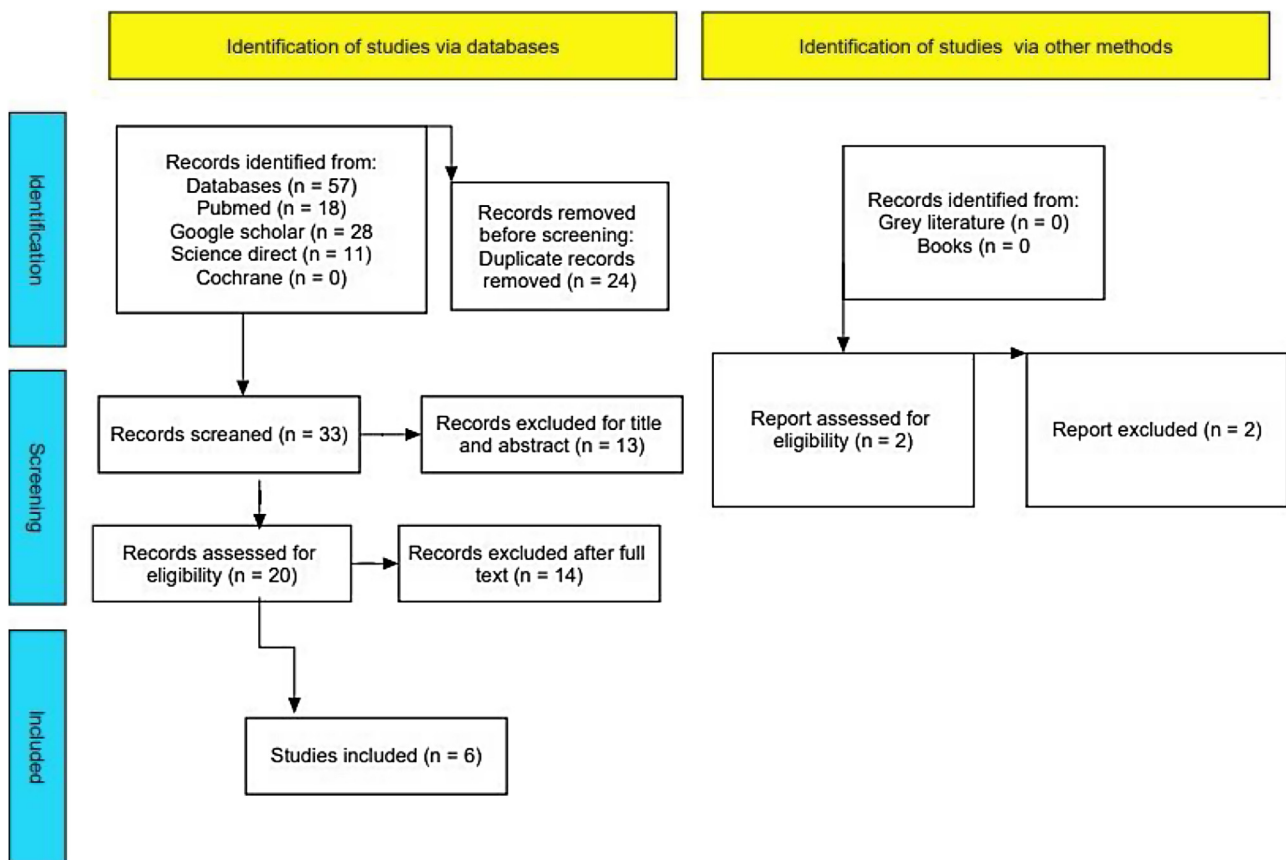 Identification of studies via databases
Identification of studies  via other methods
Identification
Records identified from:
Databases (n = 57)
Pubmed (n = 18)
Google scholar (n = 28
Science direct (n = 11)
Cochrane (n = 0)
Records removed
before screening:
Duplicate records
removed (n = 24)
Records identified from:
Grey literature (n = 0)
Books (n = 0
Screening
Records screaned (n = 33)
Records excluded for title
and abstract (n = 13)
Report assessed for
eligibility (n = 2)
Report excluded (n = 2)
Records assessed for
eligibility (n = 20)
Records excluded after full
text (n = 14)
Included
Studies included (n = 6)